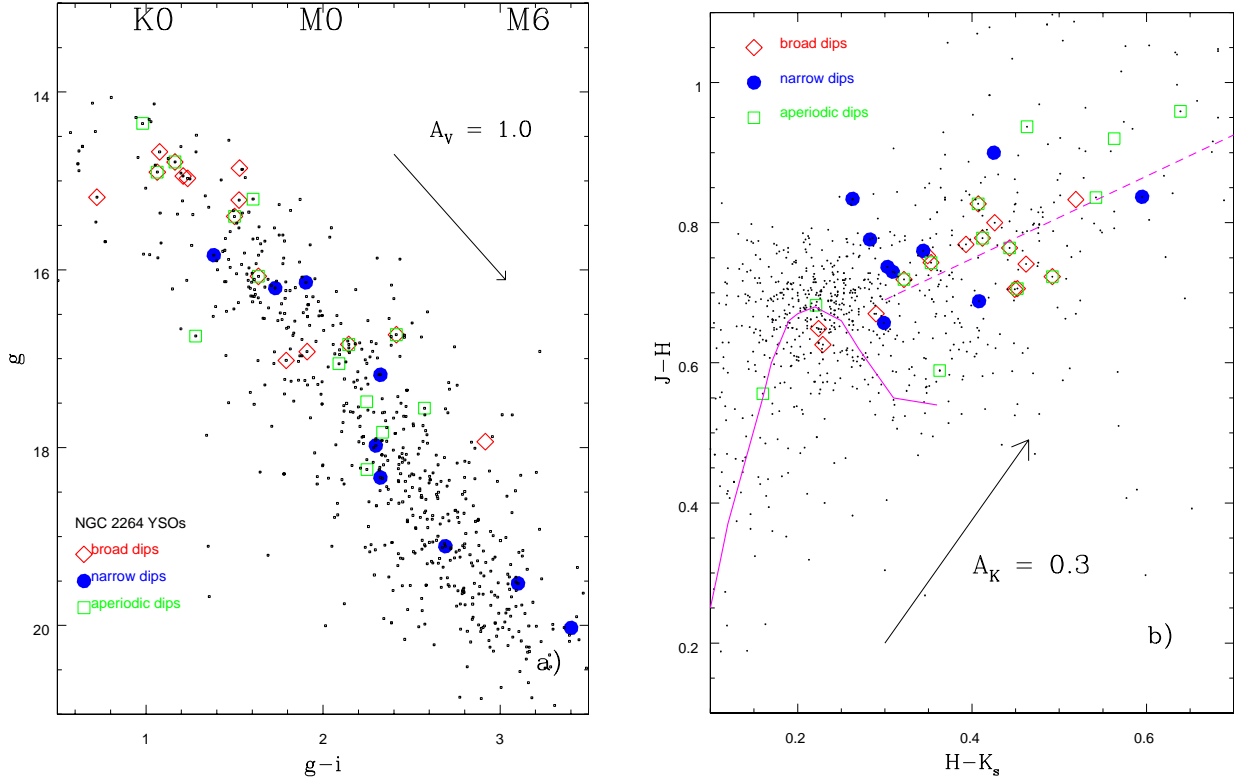 K0 M0 M6
14
16
18
20
g
A_V = 1.0
NGC 2264 YSOs
broad dips
narrow dips
aperiodic dips
a)
1 2 3
g-i
broad dips
narrow dips
aperiodic dips
1
0.8
0.6
0.4
0.2
J-H
A_K = 0.3
b)
0.2 0.4 0.6
H-K_s